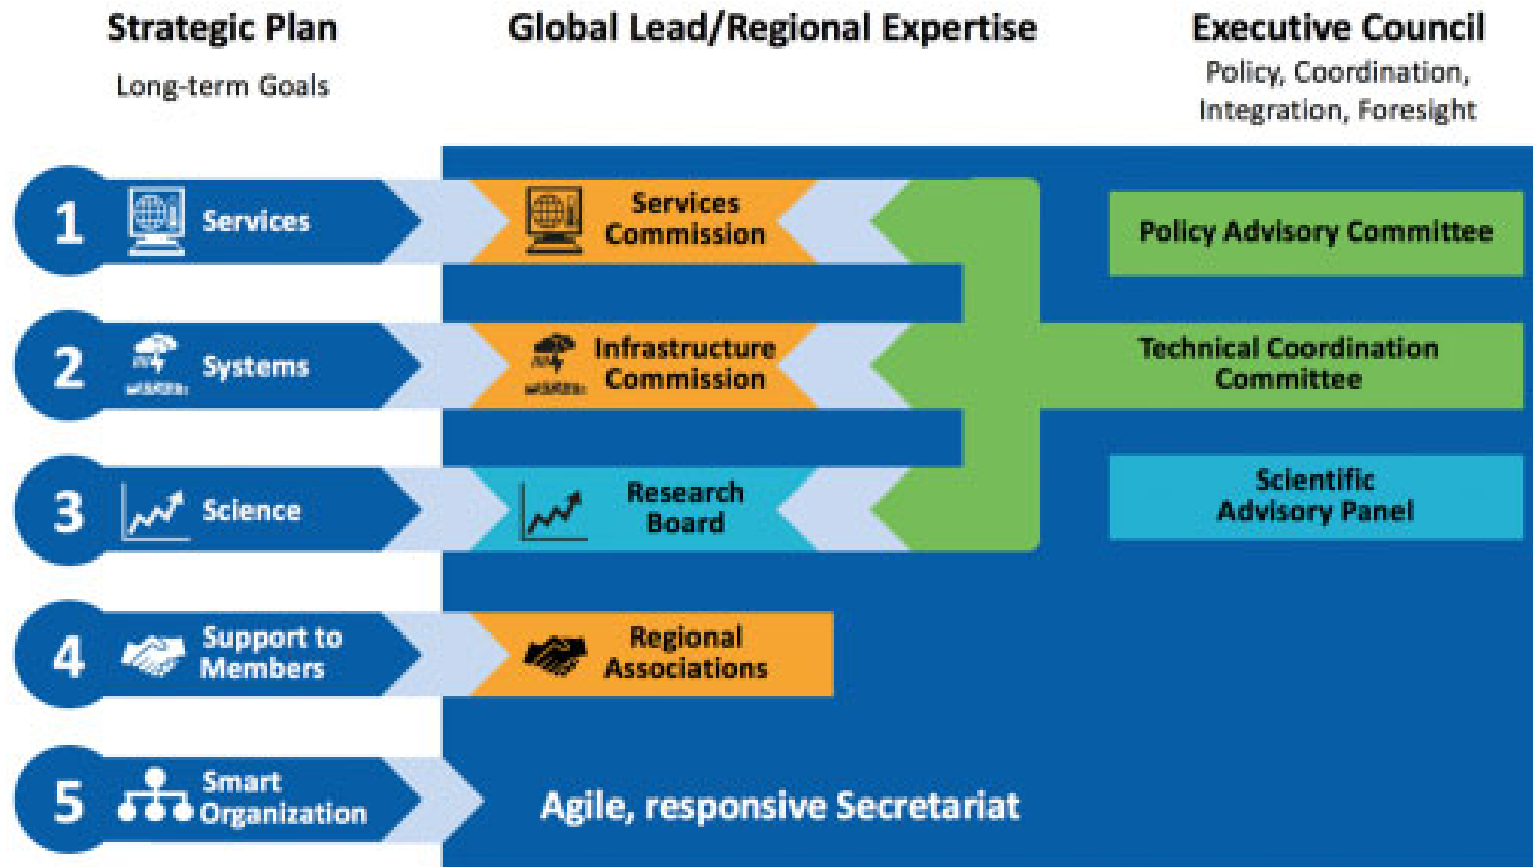 Strategic Plan
Long-term Goals
Global Lead/Regional Expertise
Executive Council
Policy, Coordination,
Integration, Foresight
1
Services
Services
Commission
Policy Advisory Committee
2
Systems
Infrastructure
Commission
Technical Coordination
Committee
3
Science
Research
Board
Scientific
Advisory Panel
4
Support to
Members
Regional
Associations
5
Smart
Organization
Agile, responsive Secretariat